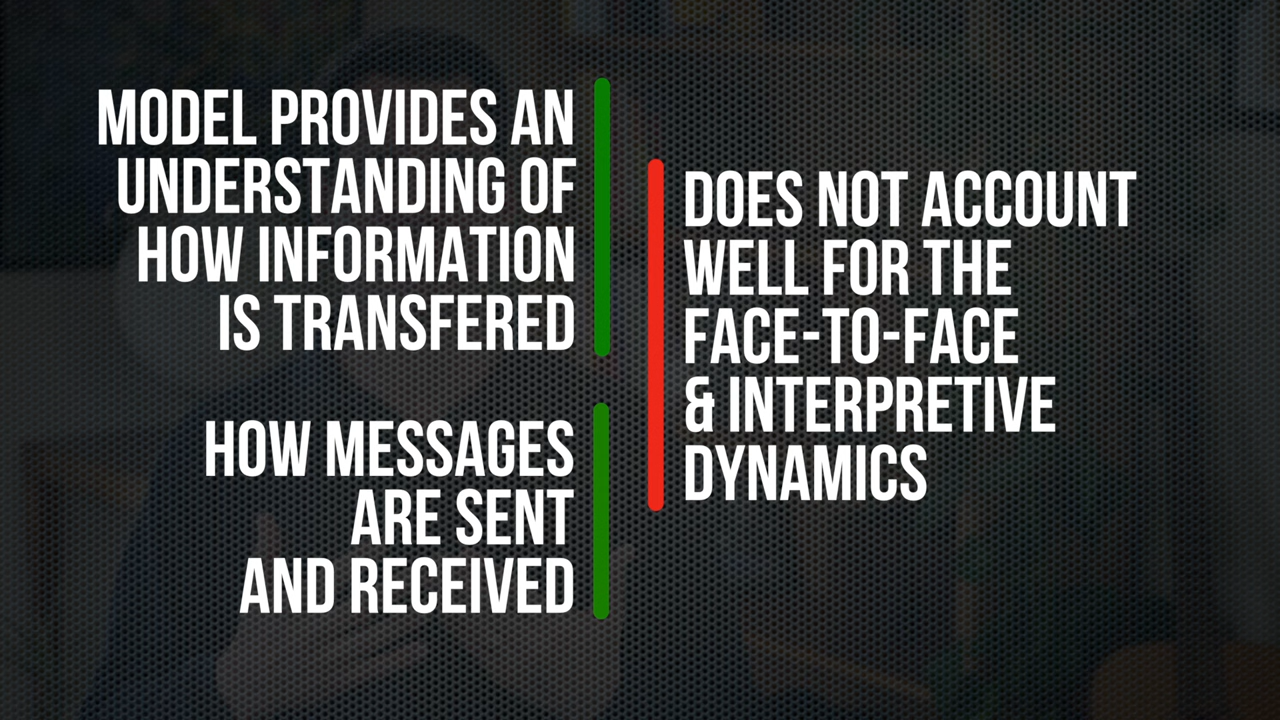 MODEL PROVIDES AN
UNDERSTANDING OF
HOW INFORMATION
IS TRANSFERED
HOW MESSAGES
ARE SENT
AND RECEIVED
DOES NOT ACCOUNT
WELL FOR THE
FACE-TO-FACE
& INTERPRETIVE
DYNAMICS